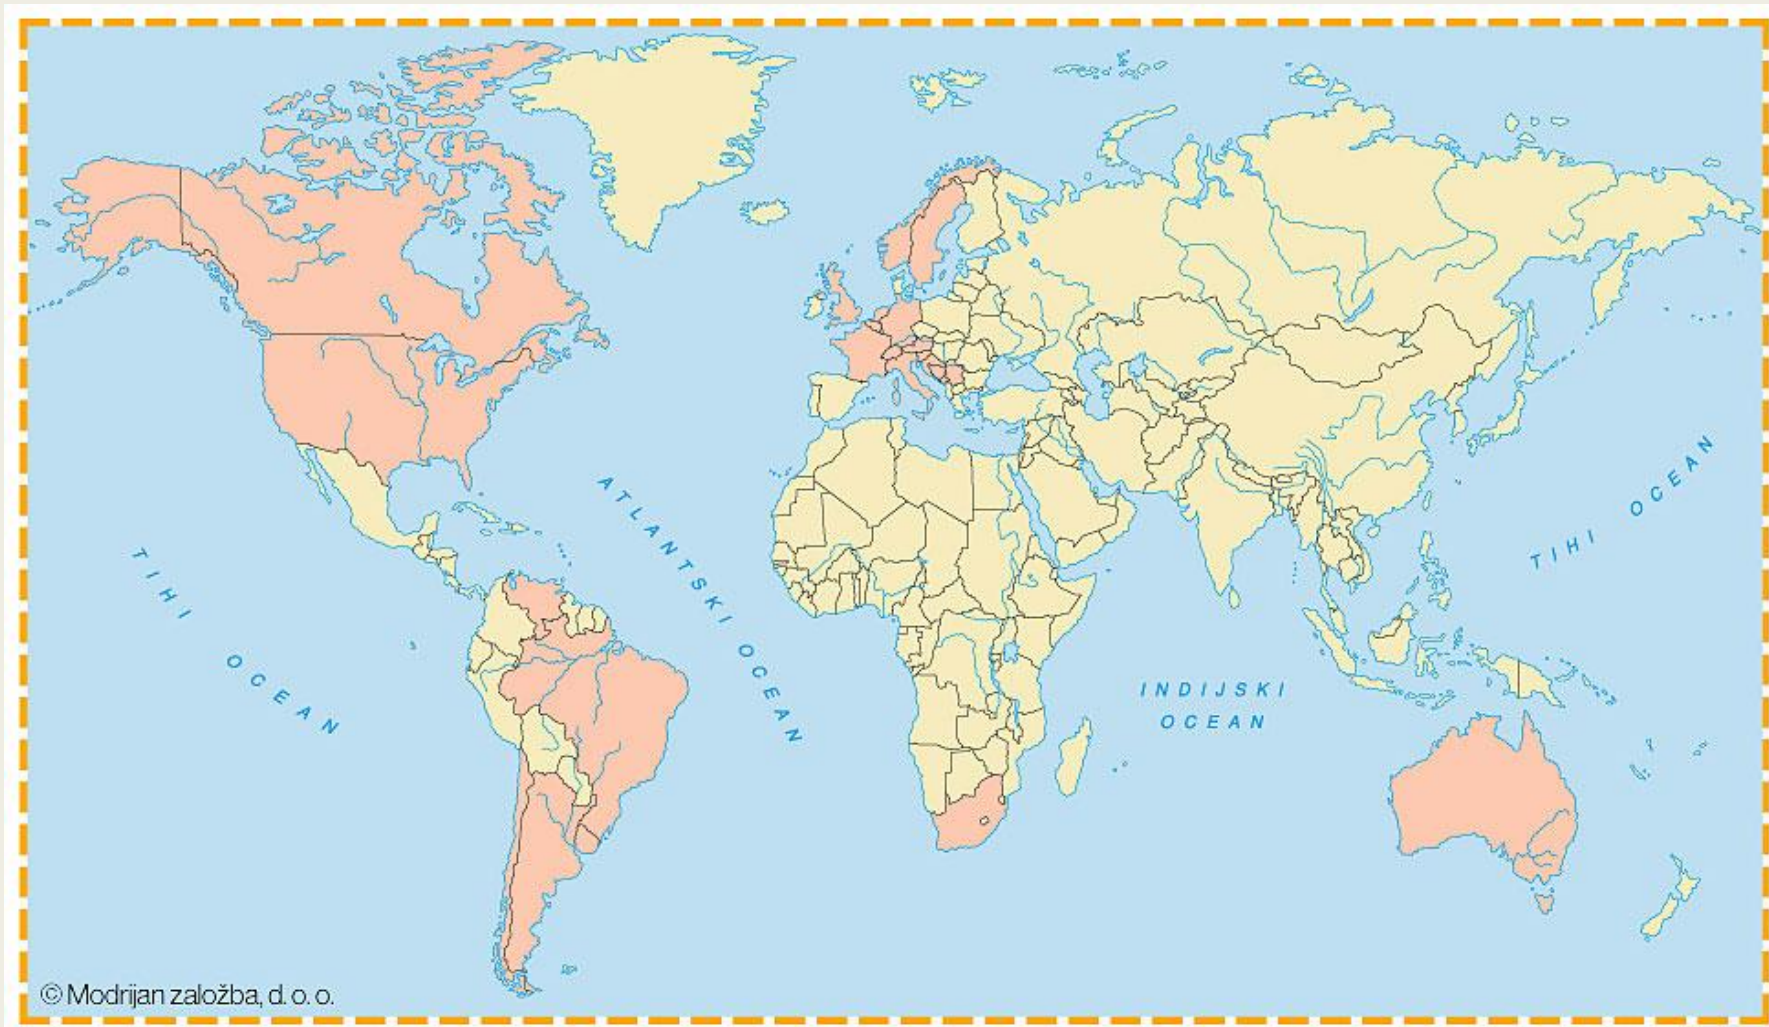 ATLANTSKI OCEAN
TIHI OCEAN
TIHI OCEAN
INDIJSKI
OCEAN
© Modrijan založba, d. o. o.